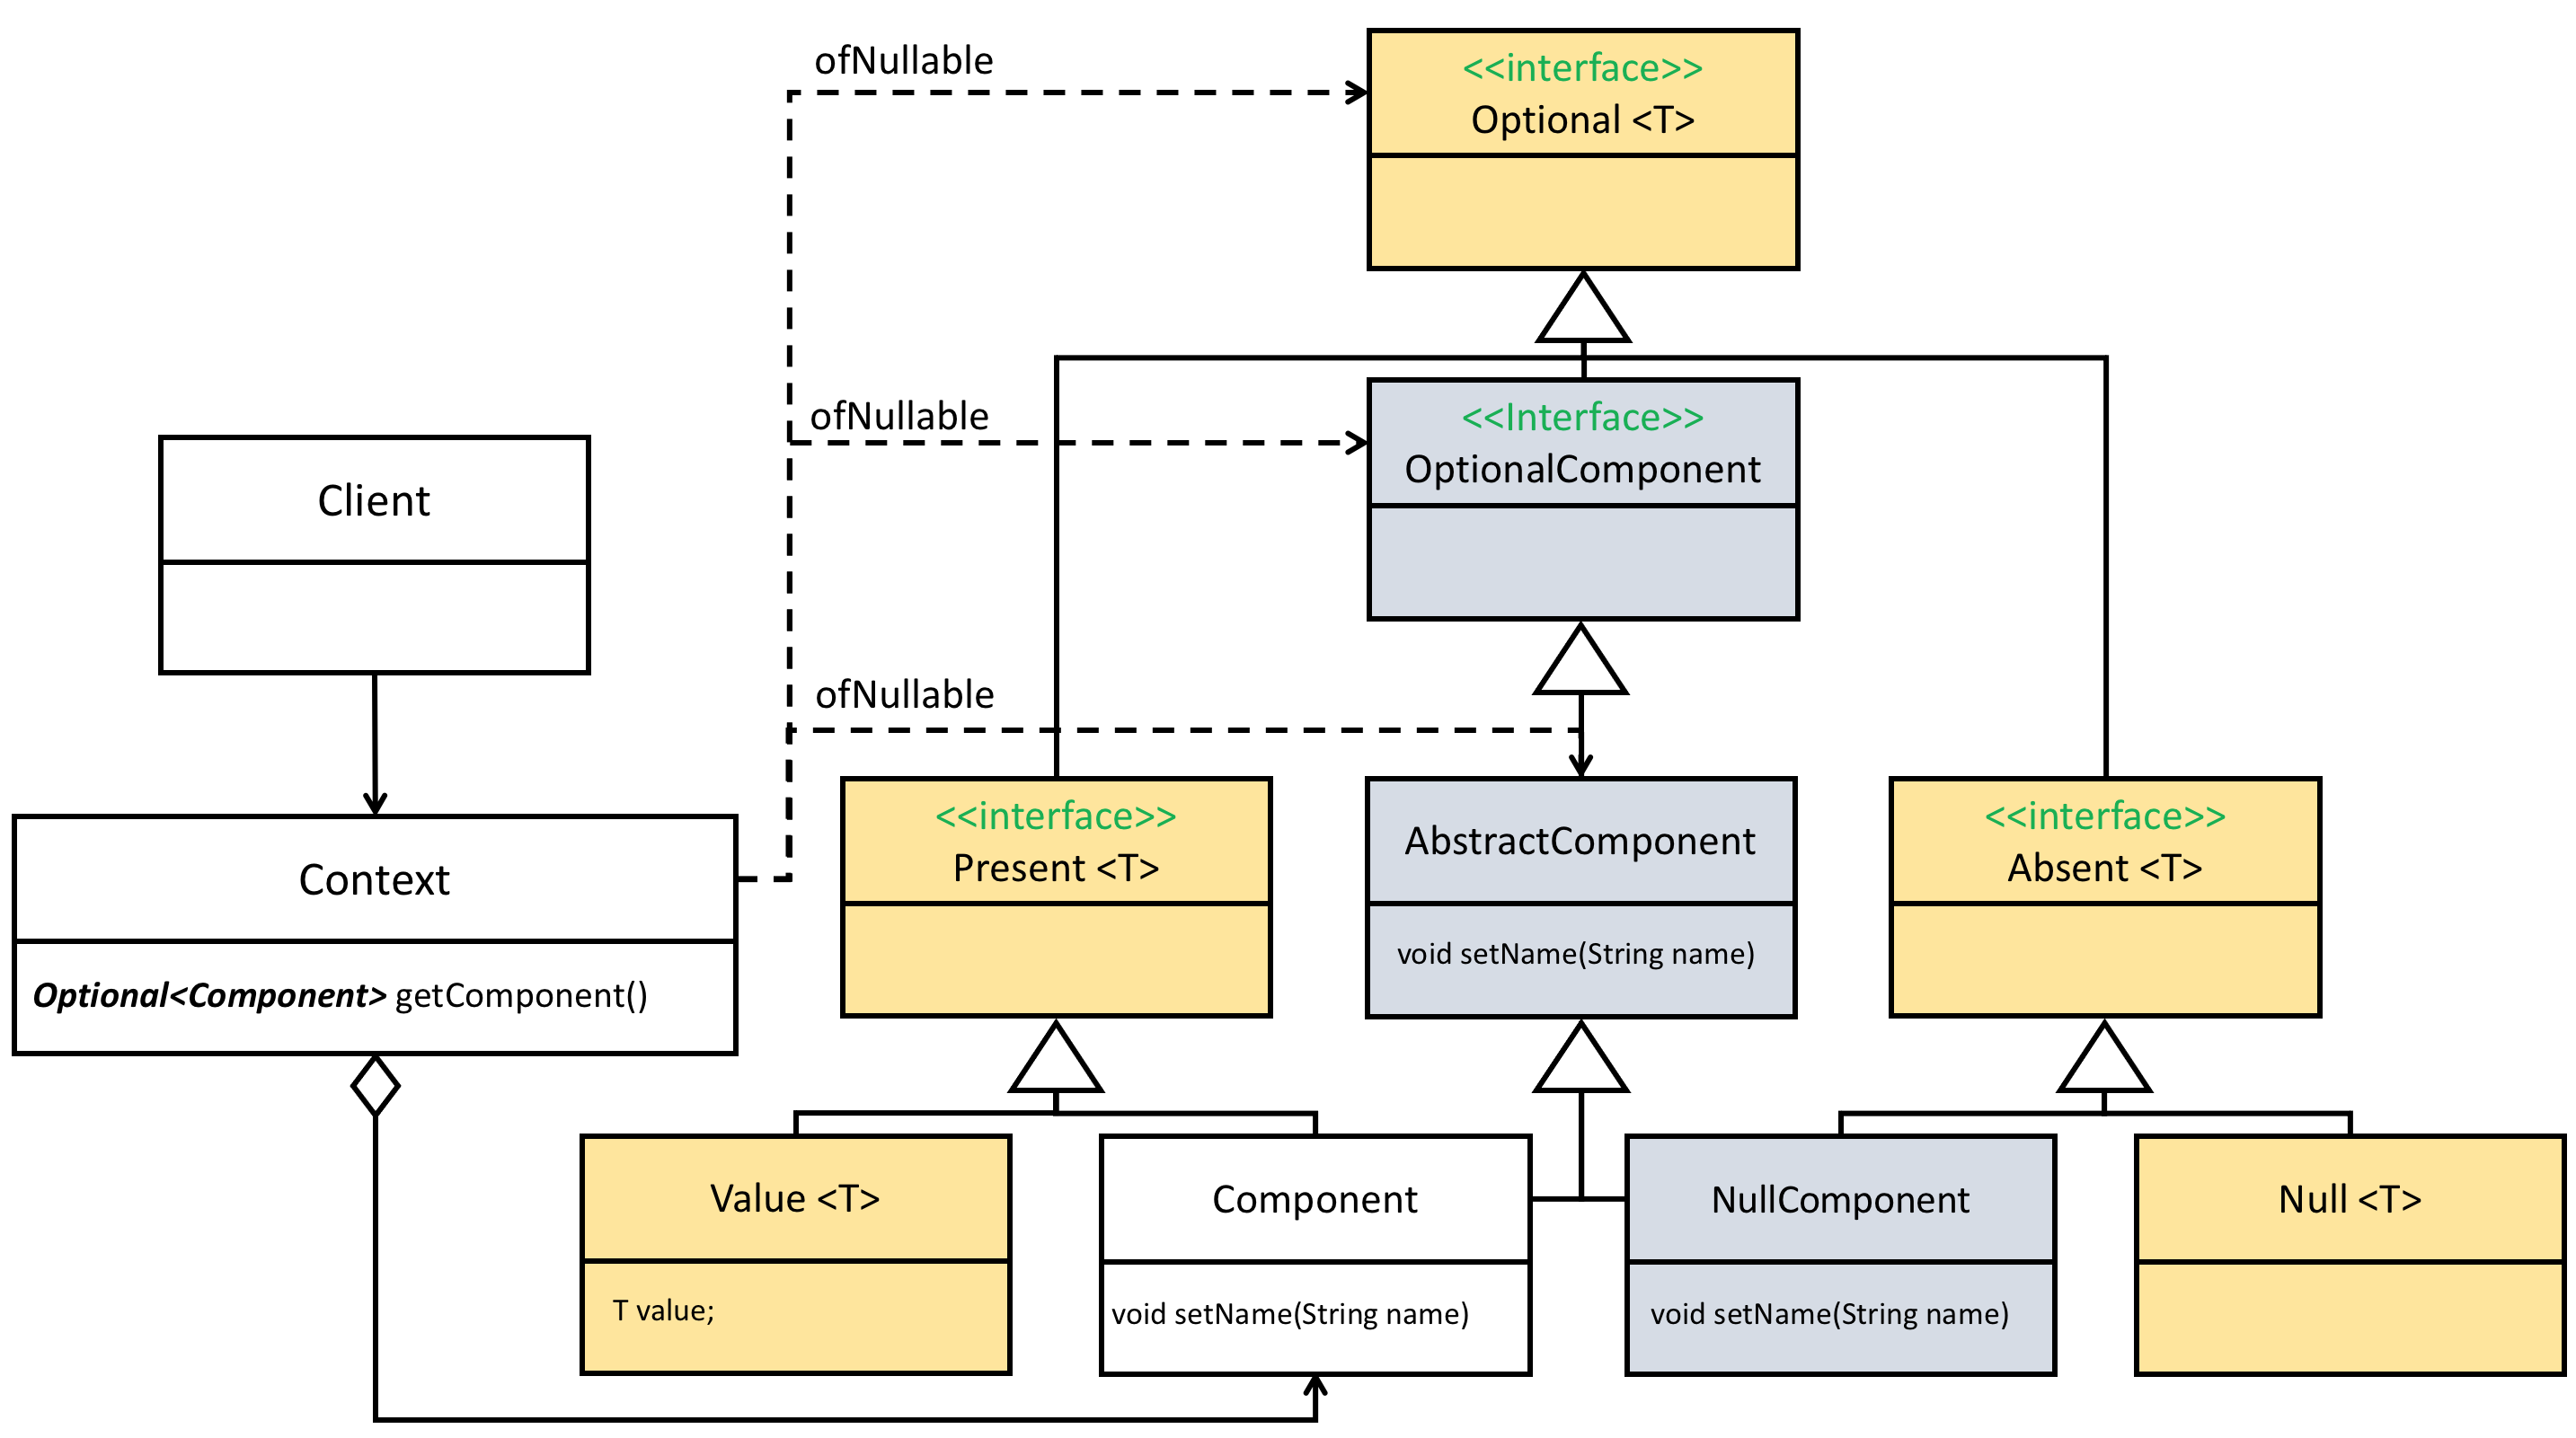 ofNullable
<<interface>>
Optional <T>
ofNullable
<<Interface>>
OptionalComponent
Client
ofNullable
<<interface>>
Present <T>
AbstractComponent
void setName(String name)
<<interface>>
Absent <T>
Context
Optional<Component> getComponent()
Value <T>
T value;
Component
void setName(String name)
NullComponent
void setName(String name)
Null <T>